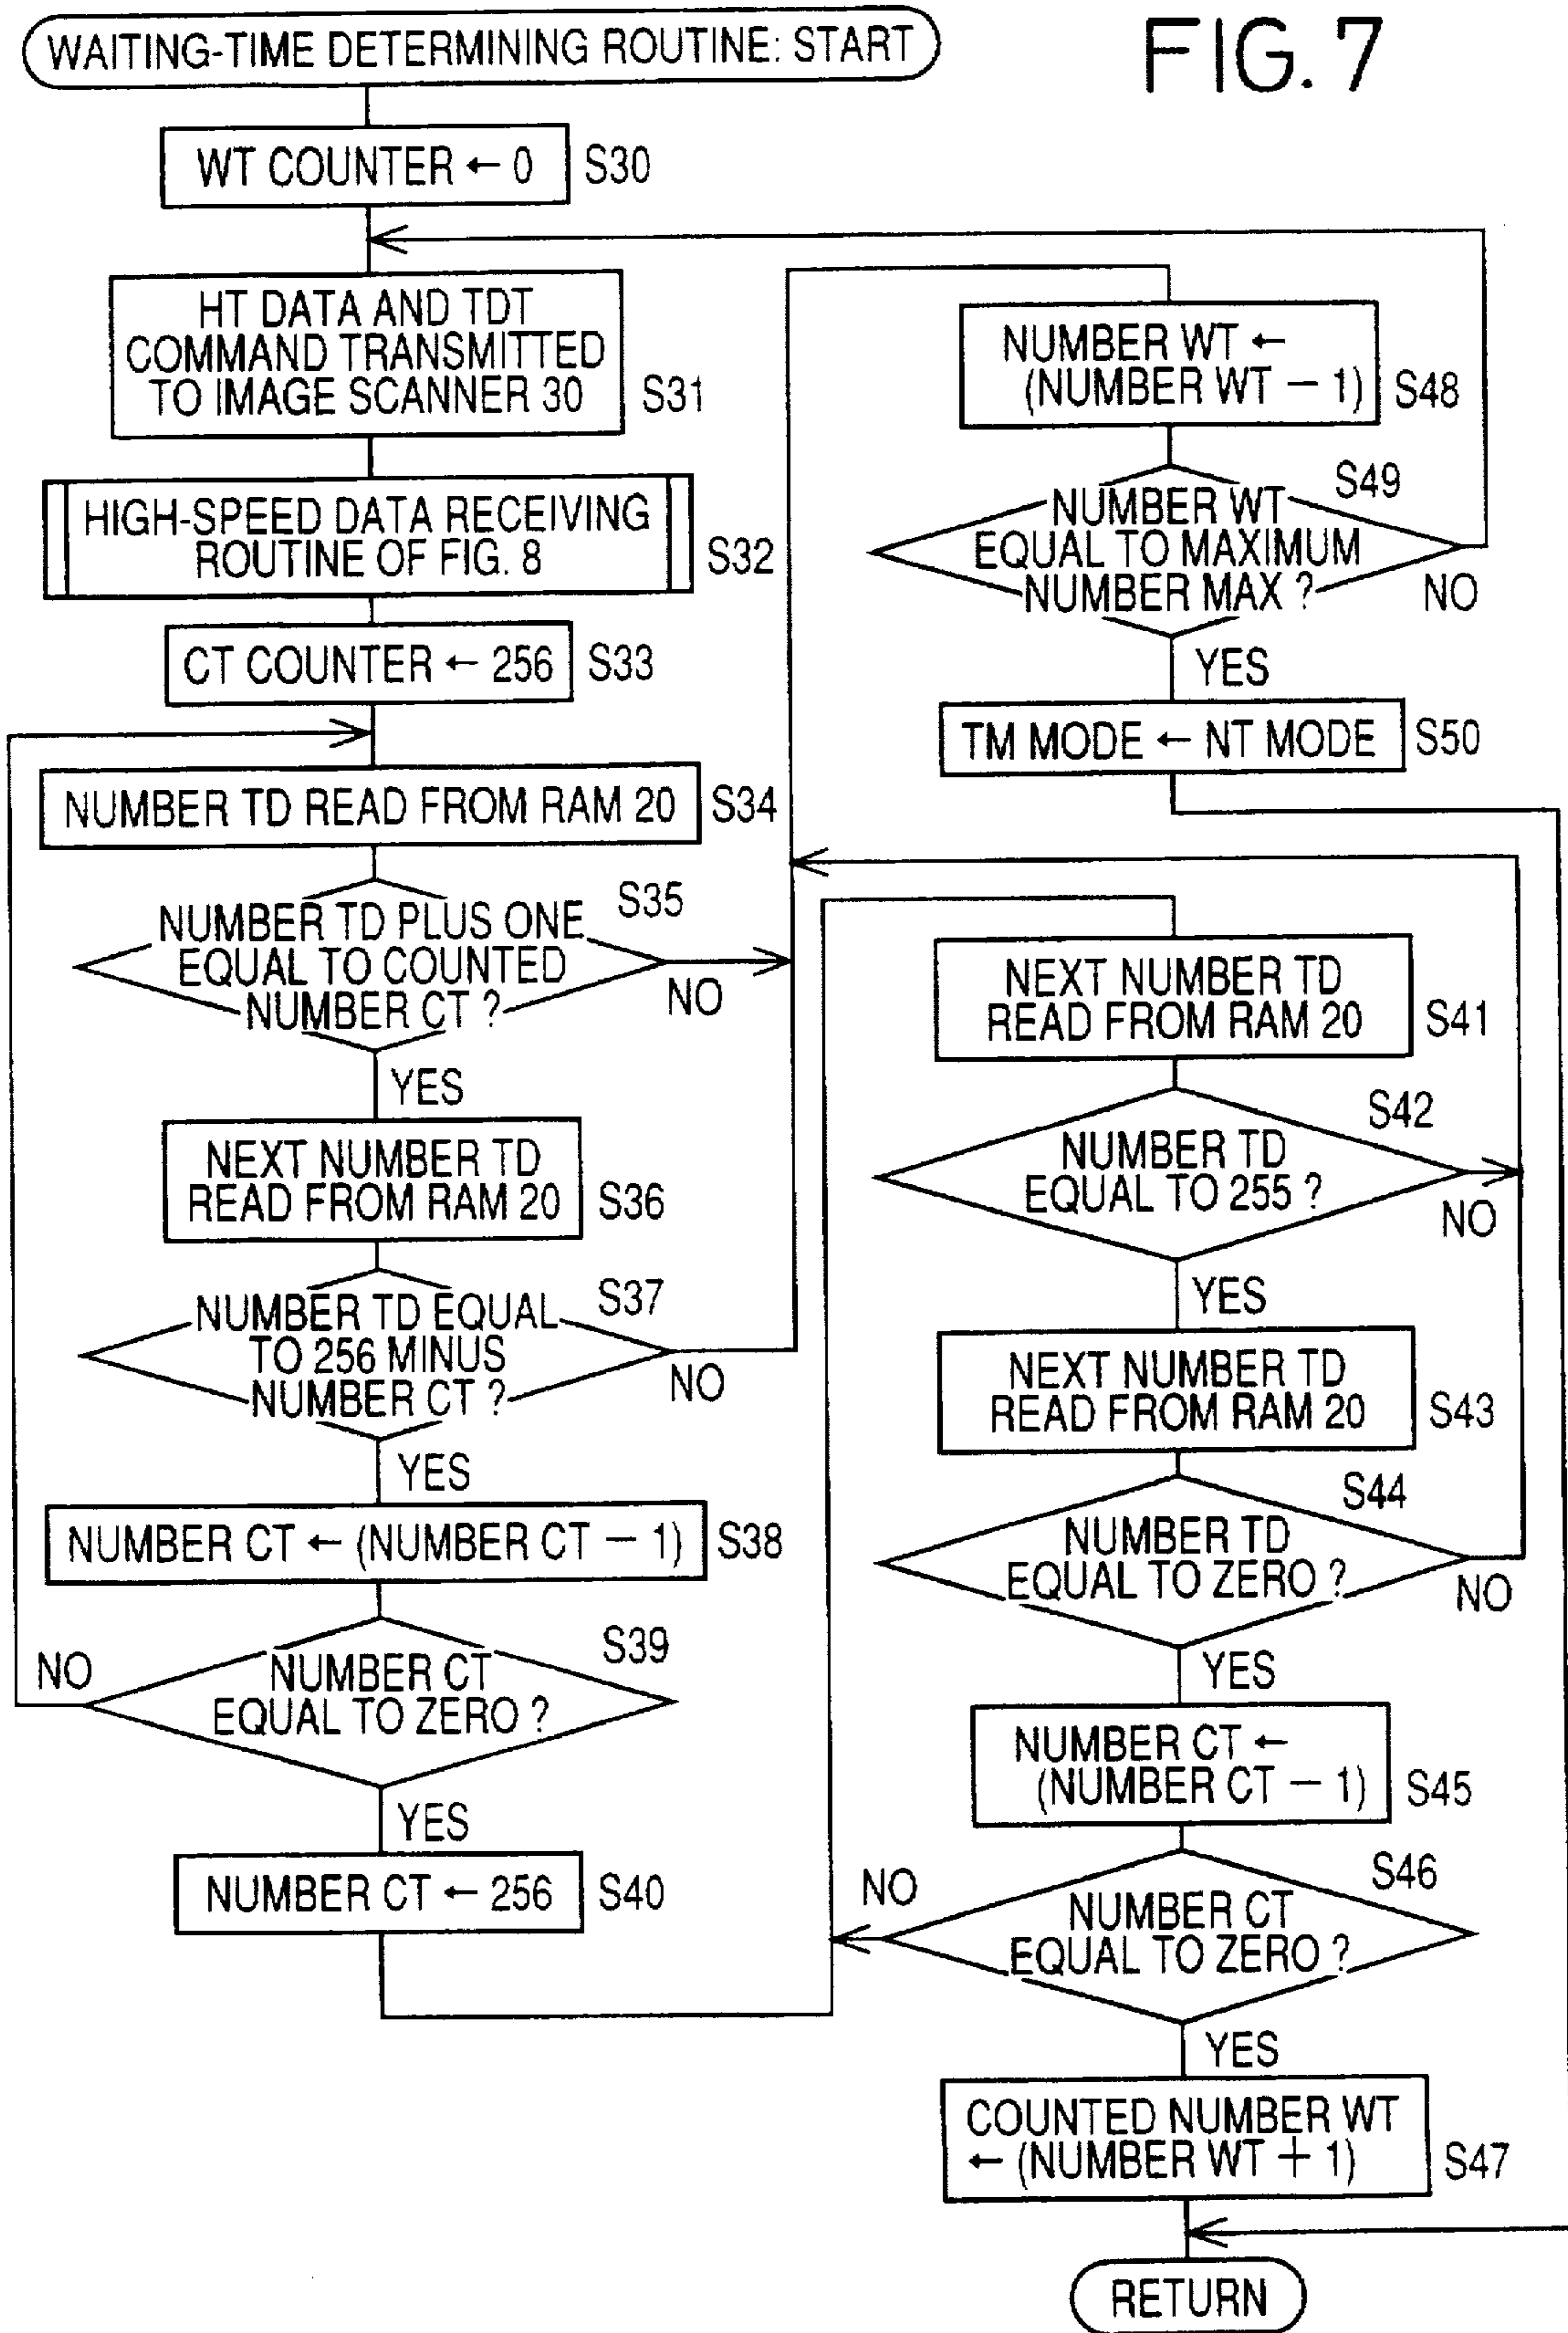 FIG. 7
WAITING-TIME DETERMINING ROUTINE: START
WT COUNTER ← 0
S30
HT DATA AND TDT
COMMAND TRANSMITTED
TO IMAGE SCANNER 30
S31
HIGH-SPEED DATA RECEIVING
ROUTINE OF FIG. 8
S32
CT COUNTER ← 256
S33
NUMBER TD READ FROM RAM 20
S34
NUMBER TD PLUS ONE
EQUAL TO COUNTED
NUMBER CT ?
S35
NO
YES
NEXT NUMBER TD
READ FROM RAM 20
S36
NUMBER TD EQUAL
TO 256 MINUS
NUMBER CT ?
S37
NO
YES
NUMBER CT ← (NUMBER CT − 1)
S38
NUMBER CT
EQUAL TO ZERO ?
S39
NO
YES
NUMBER CT ← 256
S40
NUMBER WT ←
(NUMBER WT − 1)
S48
NUMBER WT
EQUAL TO MAXIMUM
NUMBER MAX ?
S49
NO
YES
TM MODE ← NT MODE
S50
NEXT NUMBER TD
READ FROM RAM 20
S41
NUMBER TD
EQUAL TO 255 ?
S42
NO
YES
NEXT NUMBER TD
READ FROM RAM 20
S43
NUMBER TD
EQUAL TO ZERO ?
S44
NO
YES
NUMBER CT ←
(NUMBER CT − 1)
S45
NUMBER CT
EQUAL TO ZERO ?
S46
NO
YES
COUNTED NUMBER WT
← (NUMBER WT + 1)
S47
RETURN